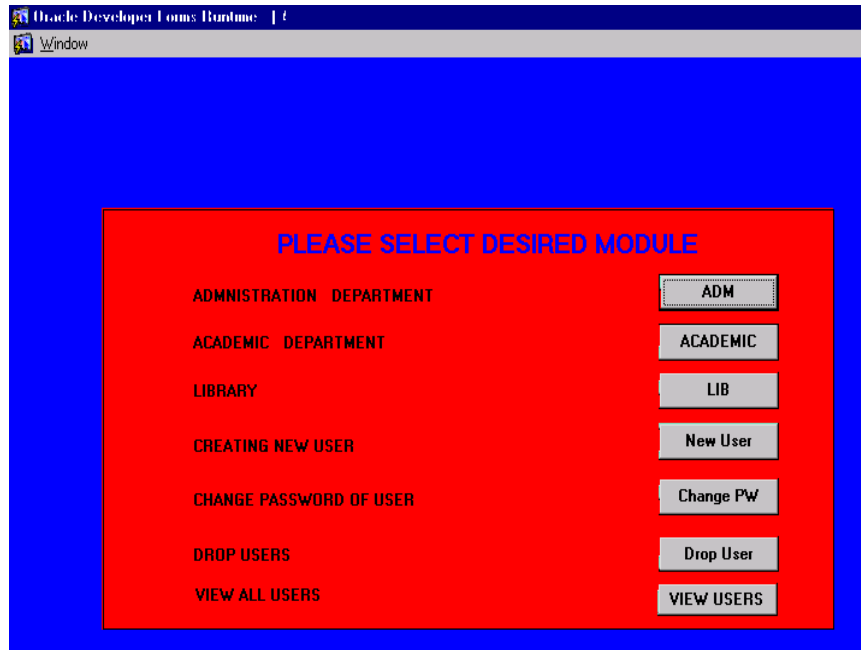 Oracle Developer Forms Runtime
Window
PLEASE SELECT DESIRED MODULE
ADMNISTRATION DEPARTMENT ADM
ACADEMIC DEPARTMENT ACADEMIC
LIBRARY LIB
CREATING NEW USER New User
CHANGE PASSWORD OF USER Change PW
DROP USERS Drop User
VIEW ALL USERS VIEW USERS